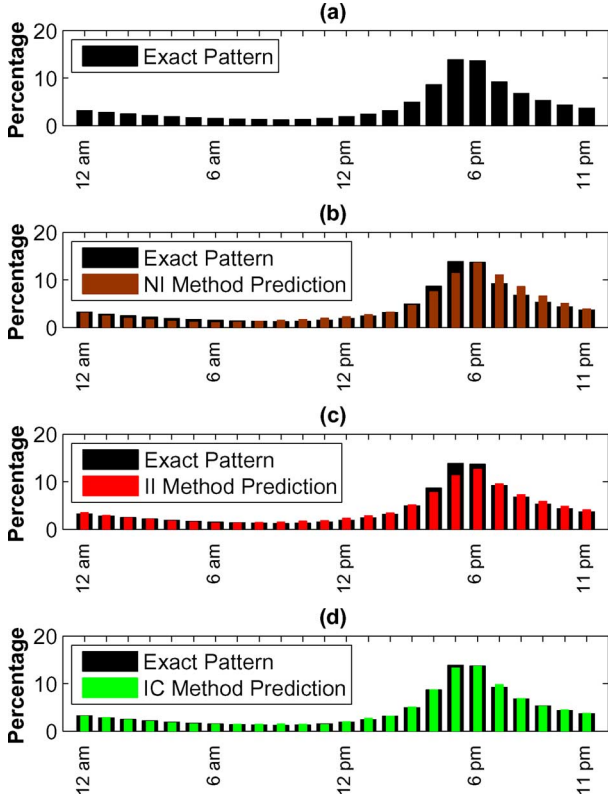 (a)
Percentage
20
10
0
Exact Pattern
12 am
6 am
12 pm
6 pm
11 pm
(b)
Percentage
20
10
0
Exact Pattern
NI Method Prediction
12 am
6 am
12 pm
6 pm
11 pm
(c)
Percentage
20
10
0
Exact Pattern
II Method Prediction
12 am
6 am
12 pm
6 pm
11 pm
(d)
Percentage
20
10
0
Exact Pattern
IC Method Prediction
12 am
6 am
12 pm
6 pm
11 pm